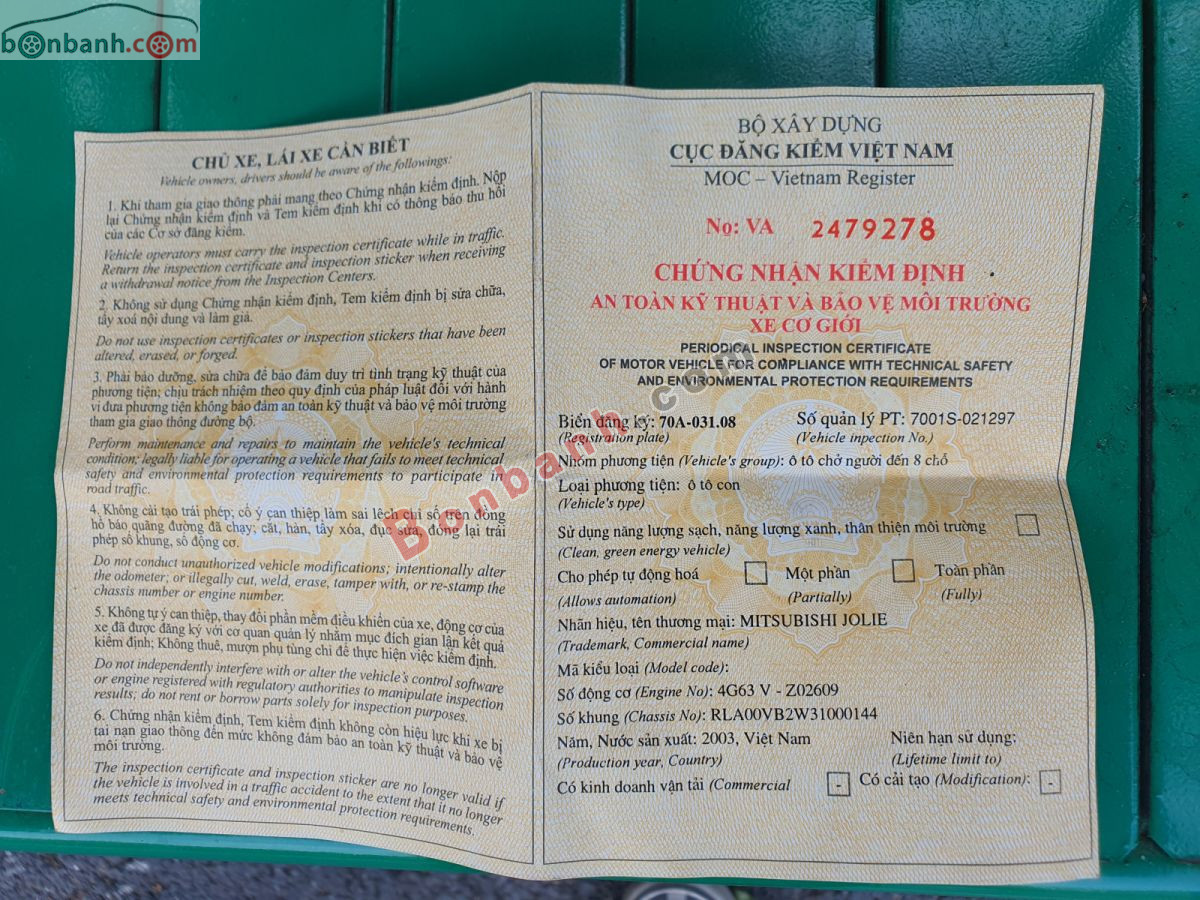 bonbanh.com
CHỦ XE, LÁI XE CẦN BIẾT
Vehicle owners, drivers should be aware of the followings:
1. Khi tham gia giao thông phải mang theo Chứng nhận kiểm định. Nộp
lại Chứng nhận kiểm định và Tem kiểm định khi có thông báo thu hồi
của các Cơ sở đăng kiểm.
Vehicle operators must carry the inspection certificate while in traffic.
Return the inspection certificate and inspection sticker when receiving
a withdrawal notice from the Inspection Centers.
2. Không sử dụng Chứng nhận kiểm định, Tem kiểm định bị sửa chữa,
tẩy xoá nội dung và làm giả.
Do not use inspection certificates or inspection stickers that have been
altered, erased, or forged.
3. Phải bảo dưỡng, sửa chữa để bảo đảm duy trì tình trạng kỹ thuật của
phương tiện; chịu trách nhiệm theo quy định của pháp luật đối với hành
vi đưa phương tiện không bảo đảm an toàn kỹ thuật và bảo vệ môi trường
tham gia giao thông đường bộ.
Perform maintenance and repairs to maintain the vehicle's technical
condition; legally liable for operating a vehicle that fails to meet technical
safety and environmental protection requirements to participate in
road traffic.
4. Không cải tạo trái phép; cố ý can thiệp làm sai lệch chỉ số trên đồng
hồ báo quãng đường đã chạy; cắt, hàn, tẩy xóa, đục sửa, đóng lại trái
phép số khung, số động cơ.
Do not conduct unauthorized vehicle modifications; intentionally alter
the odometer; or illegally cut, weld, erase, tamper with, or re-stamp the
chassis number or engine number.
5. Không tự ý can thiệp, thay đổi phần mềm điều khiển của xe, động cơ của
xe đã được đăng ký với cơ quan quản lý nhằm mục đích gian lận kết quả
kiểm định; Không thuê, mượn phụ tùng chỉ để thực hiện việc kiểm định.
Do not independently interfere with or alter the vehicle's control software
or engine registered with regulatory authorities to manipulate inspection
results; do not rent or borrow parts solely for inspection purposes.
6. Chứng nhận kiểm định, Tem kiểm định không còn hiệu lực khi xe bị
tai nạn giao thông đến mức không đảm bảo an toàn kỹ thuật và bảo vệ
môi trường.
The inspection certificate and inspection sticker are no longer valid if
the vehicle is involved in a traffic accident to the extent that it no longer
meets technical safety and environmental protection requirements.
BỘ XÂY DỰNG
CỤC ĐĂNG KIỂM VIỆT NAM
MOC – Vietnam Register
Nọ: VA 2479278
CHỨNG NHẬN KIỂM ĐỊNH
AN TOÀN KỸ THUẬT VÀ BẢO VỆ MÔI TRƯỜNG
XE CƠ GIỚI
PERIODICAL INSPECTION CERTIFICATE
OF MOTOR VEHICLE FOR COMPLIANCE WITH TECHNICAL SAFETY
AND ENVIRONMENTAL PROTECTION REQUIREMENTS
Biển đăng ký: 70A-031.08 Số quản lý PT: 7001S-021297
(Registration plate) (Vehicle inspection No.)
Nhóm phương tiện (Vehicle's group): ô tô chở người đến 8 chỗ
Loại phương tiện: ô tô con
(Vehicle's type)
Sử dụng năng lượng sạch, năng lượng xanh, thân thiện môi trường
(Clean, green energy vehicle)
Cho phép tự động hoá Một phần Toàn phần
(Allows automation) (Partially) (Fully)
Nhãn hiệu, tên thương mại: MITSUBISHI JOLIE
(Trademark, Commercial name)
Mã kiểu loại (Model code):
Số động cơ (Engine No): 4G63 V - Z02609
Số khung (Chassis No): RLA00VB2W31000144
Năm, Nước sản xuất: 2003, Việt Nam Niên hạn sử dụng:
(Production year, Country) (Lifetime limit to)
Có kinh doanh vận tải (Commercial - Có cải tạo (Modification): -
Bonbanh.com